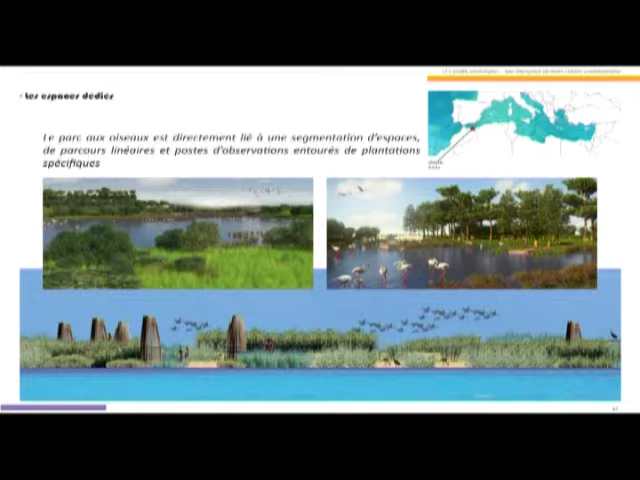 - Les espaces dédiés
Le parc aux oiseaux est directement lié à une segmentation d'espaces,
de parcours linéaires et postes d'observations entourés de plantations
spécifiques